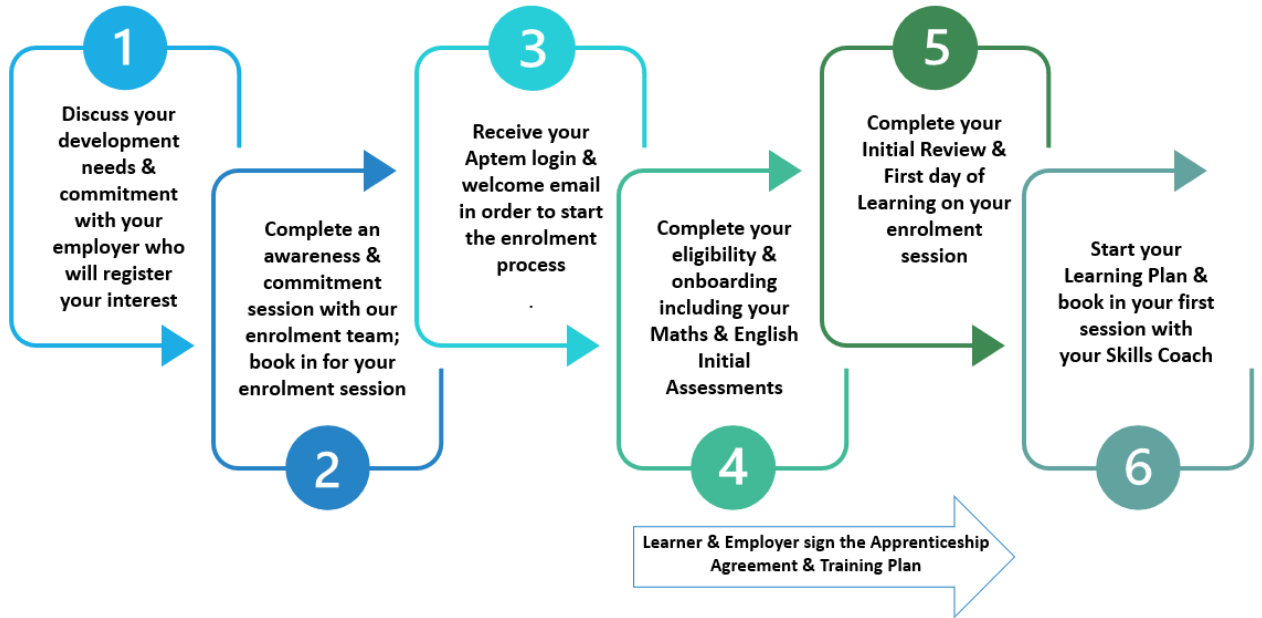 1
Discuss your
development
needs &
commitment
with your
employer who
will register
your interest
2
Complete an
awareness &
commitment
session with our
enrolment team;
book in for your
enrolment session
3
Receive your
Aptem login &
welcome email
in order to start
the enrolment
process
.
4
Complete your
eligibility &
onboarding
including your
Maths & English
Initial
Assessments
5
Complete your
Initial Review &
First day of
Learning on your
enrolment
session
6
Start your
Learning Plan &
book in your first
session with
your Skills Coach
Learner & Employer sign the Apprenticeship
Agreement & Training Plan